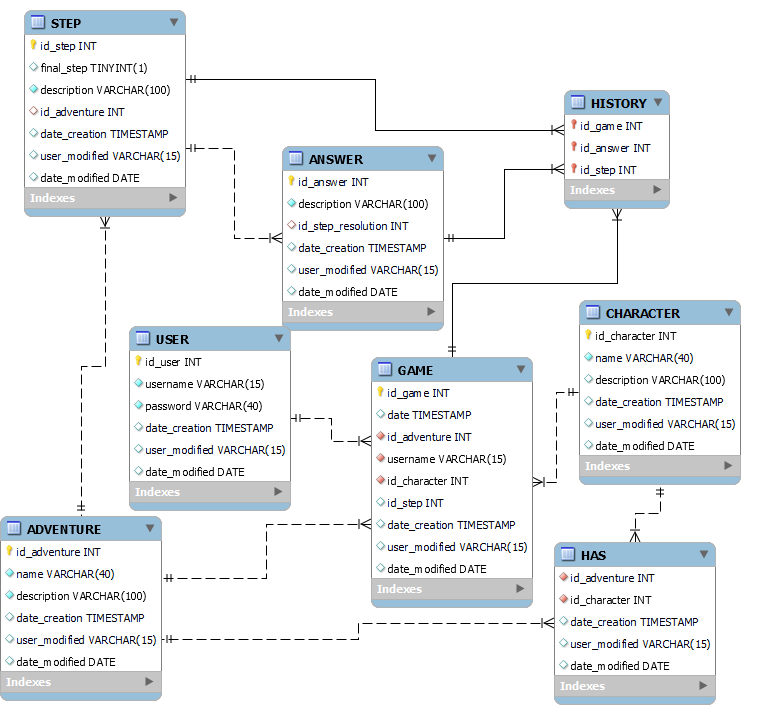 STEP
id_step INT
final_step TINYINT(1)
description VARCHAR(100)
id_adventure INT
date_creation TIMESTAMP
user_modified VARCHAR(15)
date_modified DATE
Indexes
HISTORY
id_game INT
id_answer INT
id_step INT
Indexes
ANSWER
id_answer INT
description VARCHAR(100)
id_step_resolution INT
date_creation TIMESTAMP
user_modified VARCHAR(15)
date_modified DATE
Indexes
CHARACTER
id_character INT
name VARCHAR(40)
description VARCHAR(100)
date_creation TIMESTAMP
user_modified VARCHAR(15)
date_modified DATE
Indexes
USER
id_user INT
username VARCHAR(15)
password VARCHAR(40)
date_creation TIMESTAMP
user_modified VARCHAR(15)
date_modified DATE
Indexes
GAME
id_game INT
date TIMESTAMP
id_adventure INT
username VARCHAR(15)
id_character INT
id_step INT
date_creation TIMESTAMP
user_modified VARCHAR(15)
date_modified DATE
Indexes
ADVENTURE
id_adventure INT
name VARCHAR(40)
description VARCHAR(100)
date_creation TIMESTAMP
user_modified VARCHAR(15)
date_modified DATE
Indexes
HAS
id_adventure INT
id_character INT
date_creation TIMESTAMP
user_modified VARCHAR(15)
date_modified DATE
Indexes